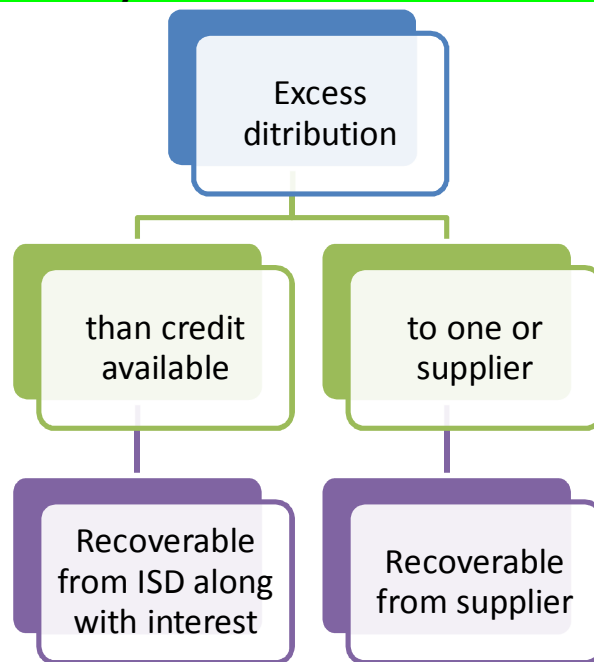 Excess
ditribution
than credit
available
to one or
supplier
Recoverable
from ISD along
with interest
Recoverable
from supplier